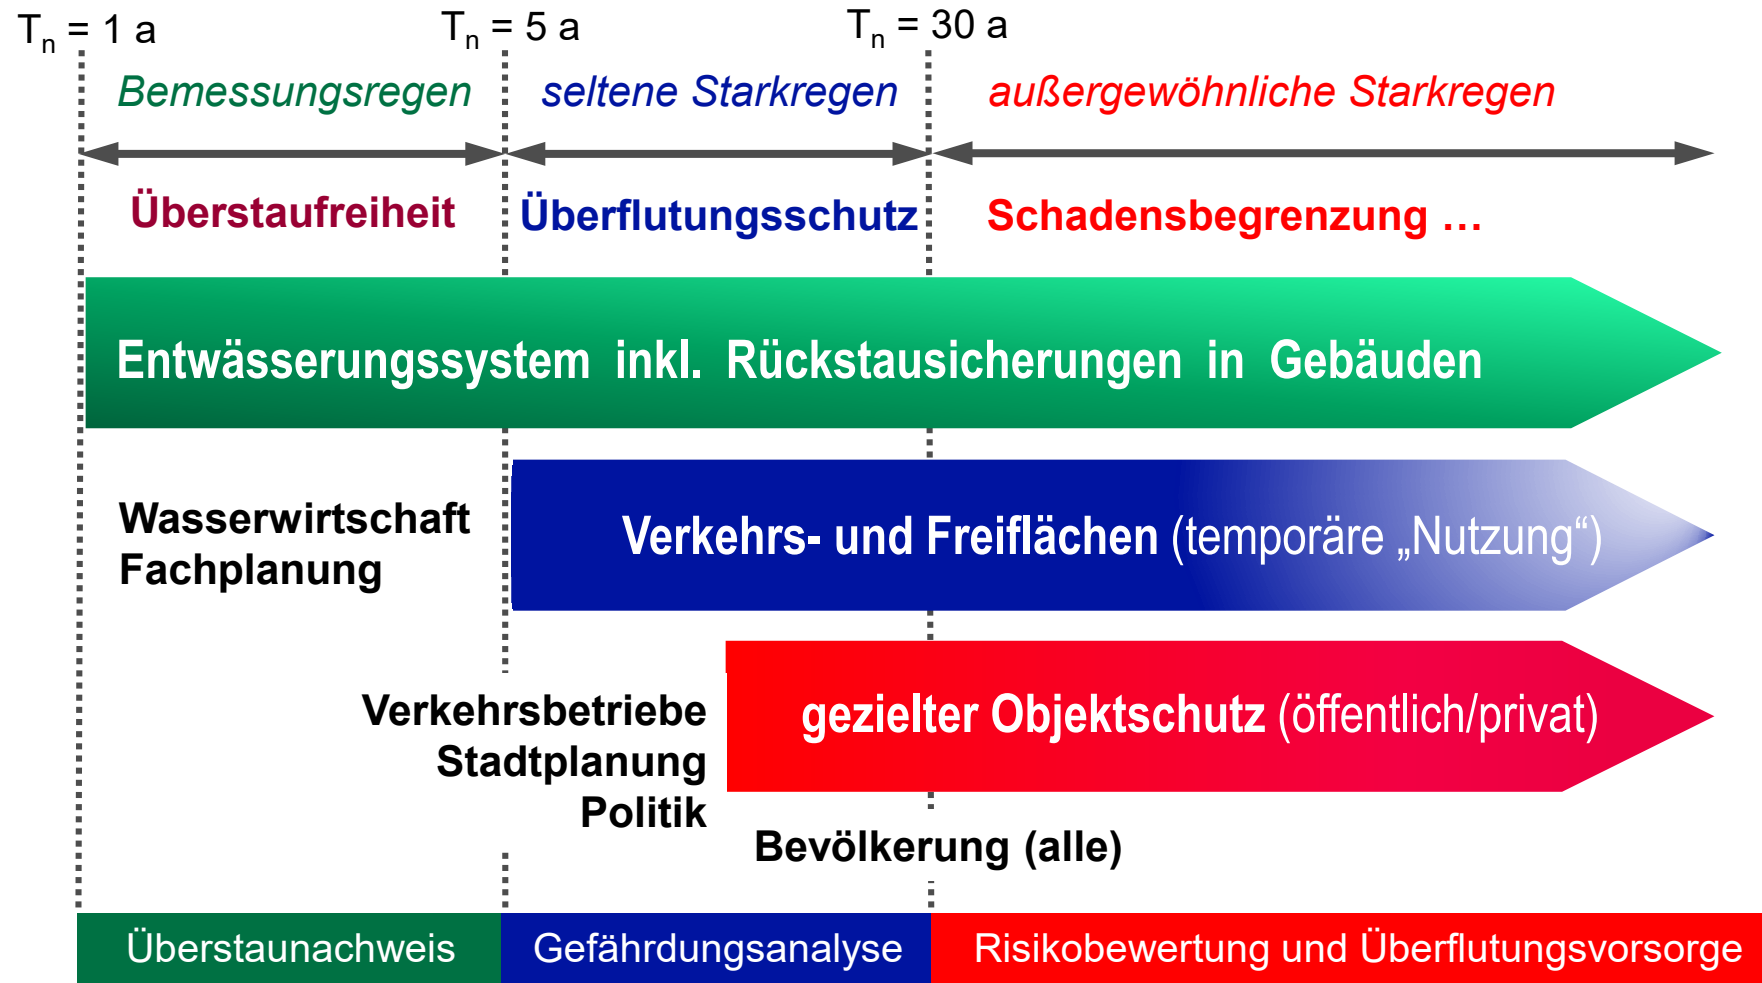 Tn = 1 a
Tn = 5 a
Tn = 30 a
Bemessungsregen
seltene Starkregen
außergewöhnliche Starkregen
Überstaufreiheit
Überflutungsschutz
Schadensbegrenzung …
Entwässerungssystem inkl. Rückstausicherungen in Gebäuden
Wasserwirtschaft
Fachplanung
Verkehrs- und Freiflächen (temporäre „Nutzung“)
Verkehrsbetriebe
Stadtplanung
Politik
gezielter Objektschutz (öffentlich/privat)
Bevölkerung (alle)
Überstaunachweis
Gefährdungsanalyse
Risikobewertung und Überflutungsvorsorge